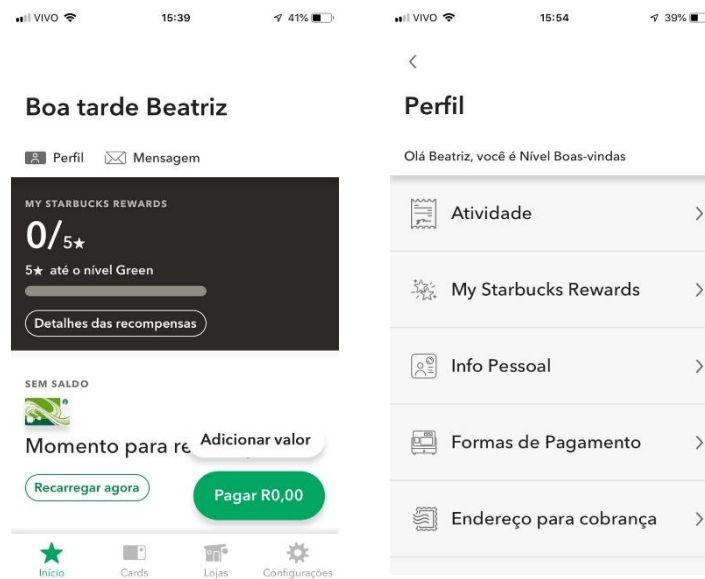 VIVO 15:39 41%
Boa tarde Beatriz
Perfil Mensagem
MY STARBUCKS REWARDS
0/5★
5★ até o nível Green
Detalhes das recompensas
SEM SALDO
Momento para re
Adicionar valor
Recarregar agora
Pagar R0,00
Início Cards Lojas Configurações
VIVO 15:54 39%
Perfil
Olá Beatriz, você é Nível Boas-vindas
Atividade
My Starbucks Rewards
Info Pessoal
Formas de Pagamento
Endereço para cobrança